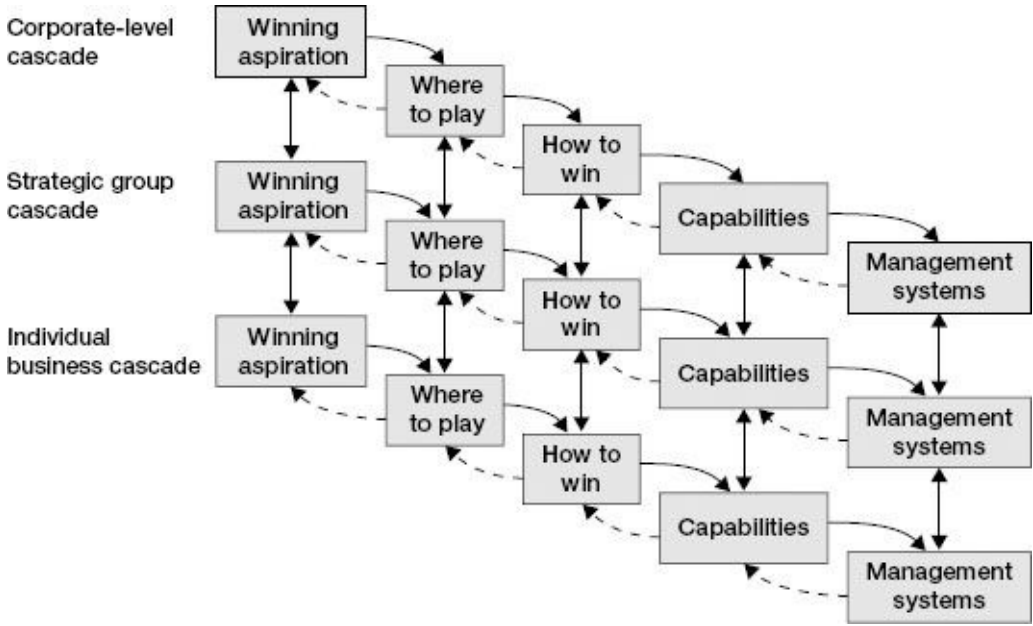 Corporate-level
cascade
Winning
aspiration
Where
to play
How to
win
Capabilities
Management
systems
Strategic group
cascade
Winning
aspiration
Where
to play
How to
win
Capabilities
Management
systems
Individual
business cascade
Winning
aspiration
Where
to play
How to
win
Capabilities
Management
systems